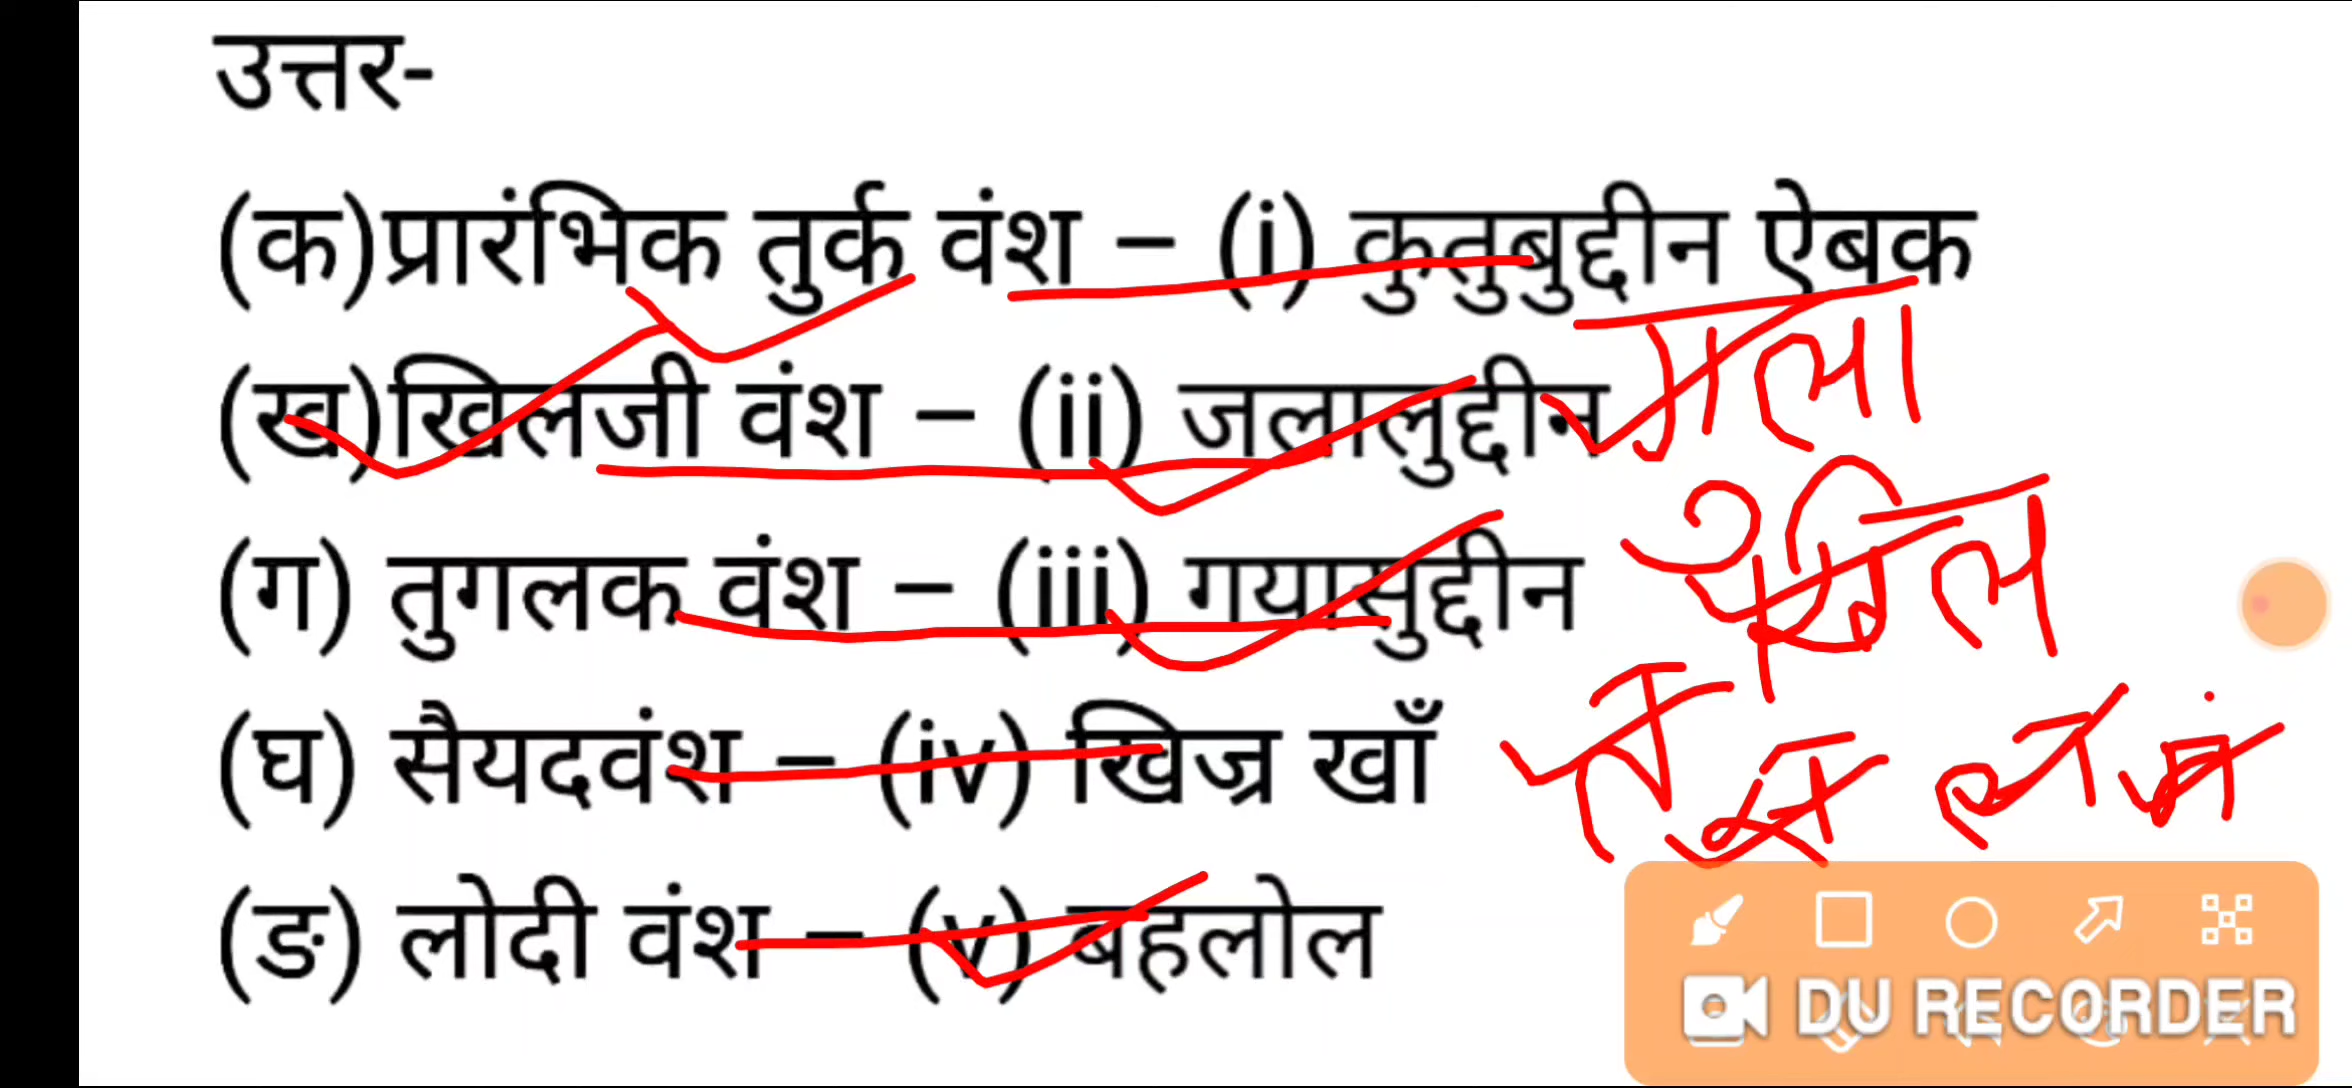 उत्तर-
(क)प्रारंभिक तुर्क वंश – (i) कुतुबुद्दीन ऐबक
(ख)खिलजी वंश – (ii) जलालुद्दीन
(ग) तुगलक वंश – (iii) गयासुद्दीन
(घ) सैयदवंश – (iv) खिज्र खाँ
(ङ) लोदी वंश – (v) बहलोल
DU RECORDER